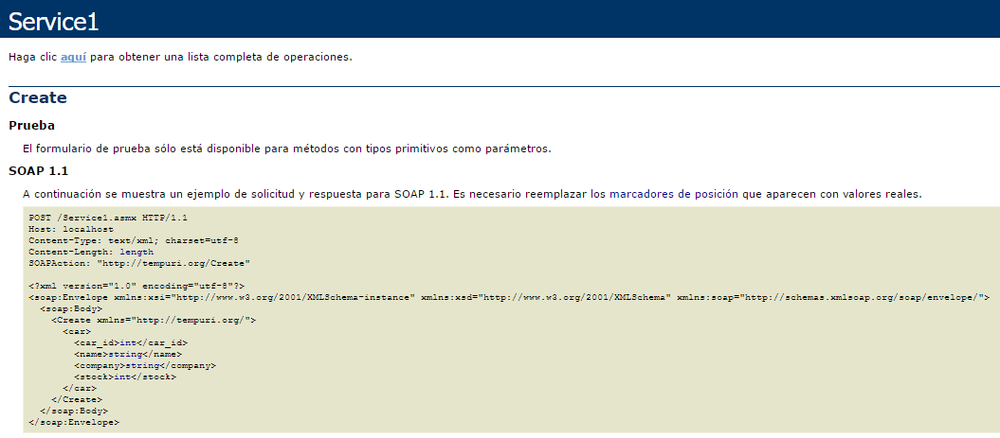 Service1
Haga clic aquí para obtener una lista completa de operaciones.
Create
Prueba
El formulario de prueba sólo está disponible para métodos con tipos primitivos como parámetros.
SOAP 1.1
A continuación se muestra un ejemplo de solicitud y respuesta para SOAP 1.1. Es necesario reemplazar los marcadores de posición que aparecen con valores reales.
POST /Service1.asmx HTTP/1.1
Host: localhost
Content-Type: text/xml; charset=utf-8
Content-Length: length
SOAPAction: "http://tempuri.org/Create"
<?xml version="1.0" encoding="utf-8"?>
<soap:Envelope xmlns:xsi="http://www.w3.org/2001/XMLSchema-instance" xmlns:xsd="http://www.w3.org/2001/XMLSchema" xmlns:soap="http://schemas.xmlsoap.org/soap/envelope/">
  <soap:Body>
    <Create xmlns="http://tempuri.org/">
      <car>
        <car_id>int</car_id>
        <name>string</name>
        <company>string</company>
        <stock>int</stock>
      </car>
    </Create>
  </soap:Body>
</soap:Envelope>